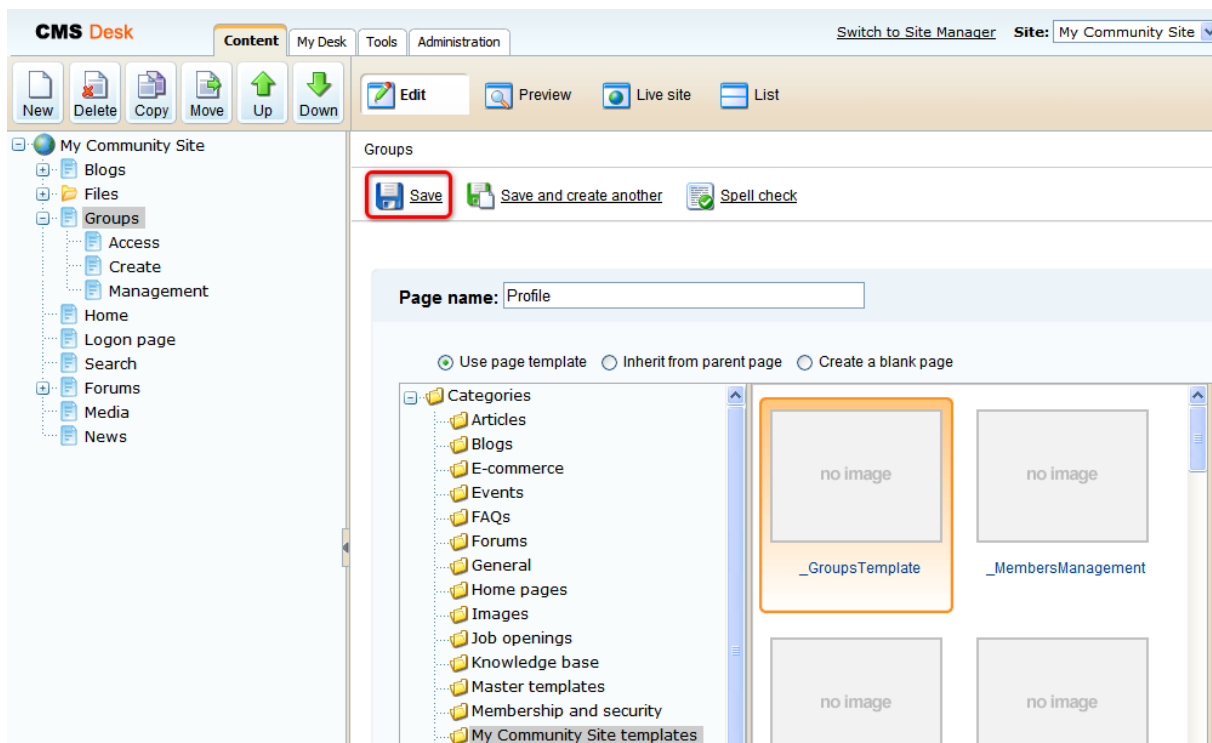 CMS Desk
Content My Desk Tools Administration
Switch to Site Manager Site: My Community Site
New Delete Copy Move Up Down
Edit Preview Live site List
My Community Site
Blogs
Files
Groups
Access
Create
Management
Home
Logon page
Search
Forums
Media
News
Groups
Save Save and create another Spell check
Page name: Profile
Use page template Inherit from parent page Create a blank page
Categories
Articles
Blogs
E-commerce
Events
FAQs
Forums
General
Home pages
Images
Job openings
Knowledge base
Master templates
Membership and security
My Community Site templates
no image no image
_GroupsTemplate _MembersManagement
no image no image